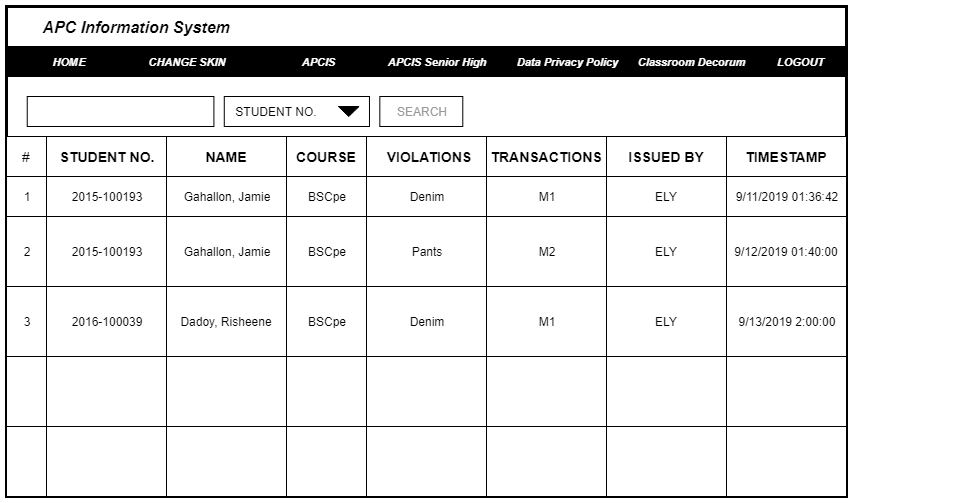 APC Information System
HOME CHANGE SKIN APCIS APCIS Senior High Data Privacy Policy Classroom Decorum LOGOUT
STUDENT NO. SEARCH
# STUDENT NO. NAME COURSE VIOLATIONS TRANSACTIONS ISSUED BY TIMESTAMP
1 2015-100193 Gahallon, Jamie BSCpe Denim M1 ELY 9/11/2019 01:36:42
2 2015-100193 Gahallon, Jamie BSCpe Pants M2 ELY 9/12/2019 01:40:00
3 2016-100039 Dadoy, Risheene BSCpe Denim M1 ELY 9/13/2019 2:00:00